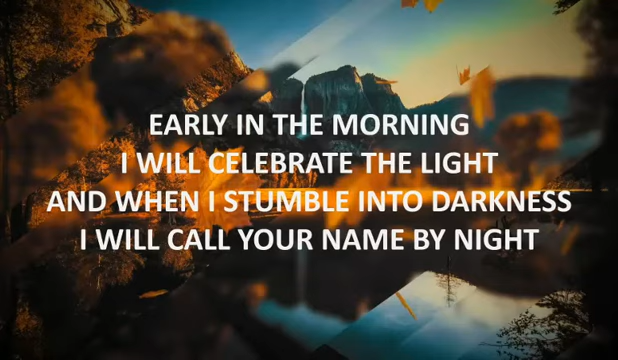 EARLY IN THE MORNING
I WILL CELEBRATE THE LIGHT
AND WHEN I STUMBLE INTO DARKNESS
I WILL CALL YOUR NAME BY NIGHT